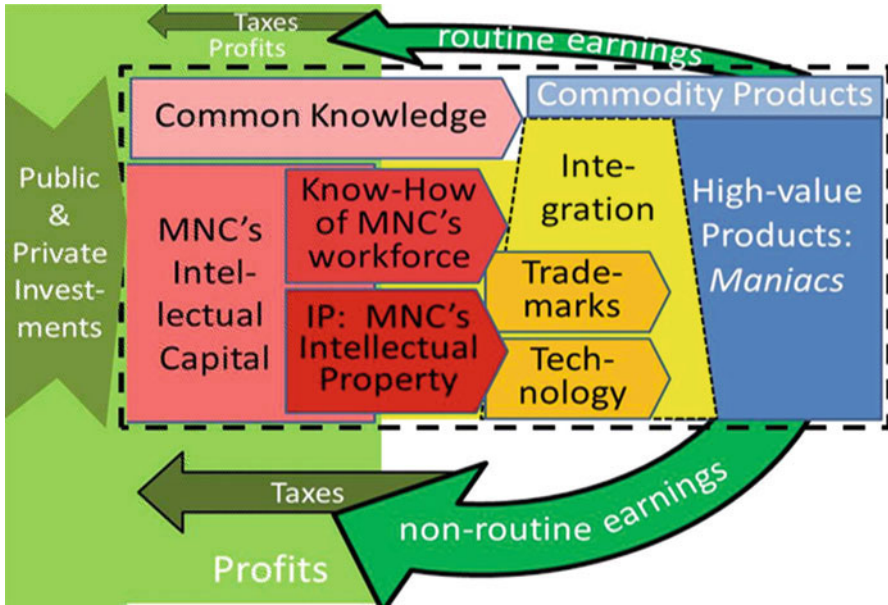 Taxes
Profits
routine earnings
Common Knowledge
Commodity Products
Public
&
Private
Invest-
ments
MNC's
Intel-
lectual
Capital
Know-How
of MNC's
workforce
IP: MNC's
Intellectual
Property
Inte-
gration
Trade-
marks
Tech-
nology
High-value
Products:
Maniacs
Taxes
non-routine earnings
Profits